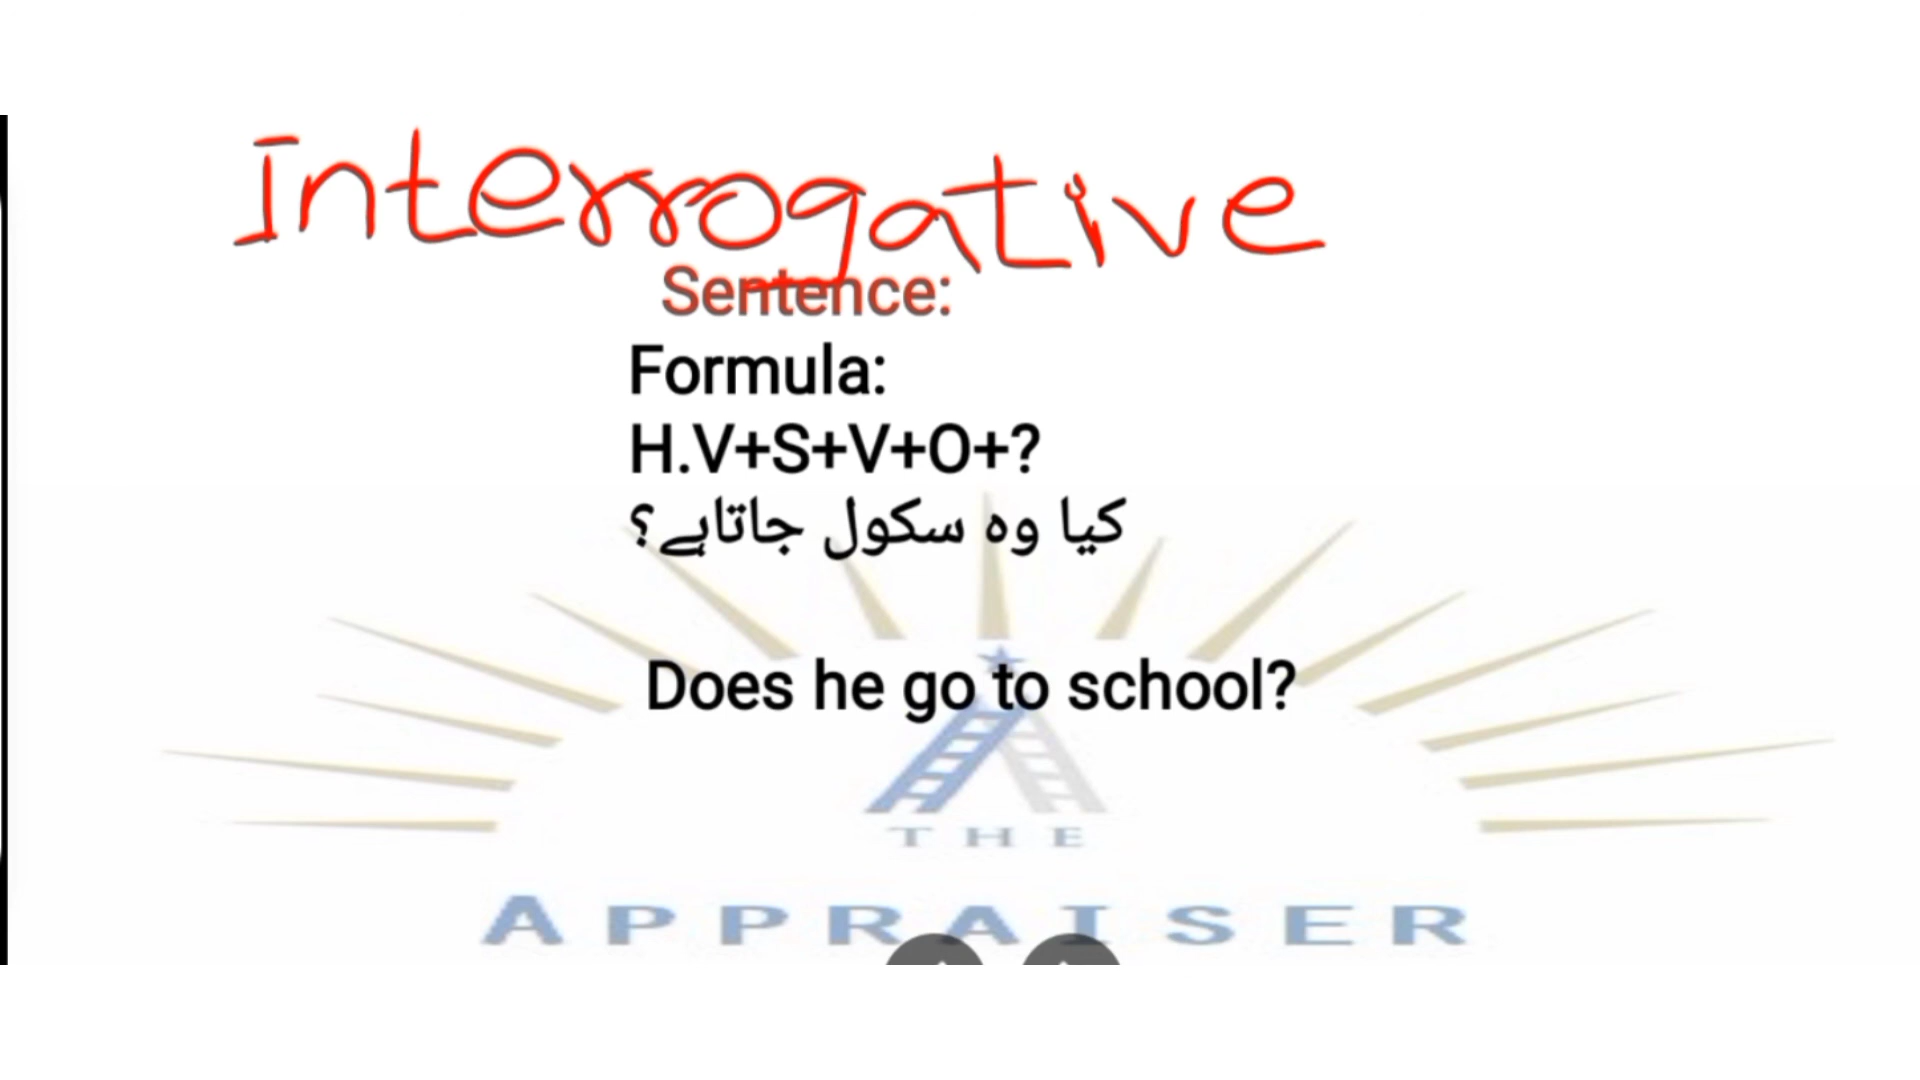 Interrogative
Sentence:
Formula:
H.V+S+V+O+?
کیا وہ سکول جاتاہے؟
Does he go to school?
THE
APPRAISER